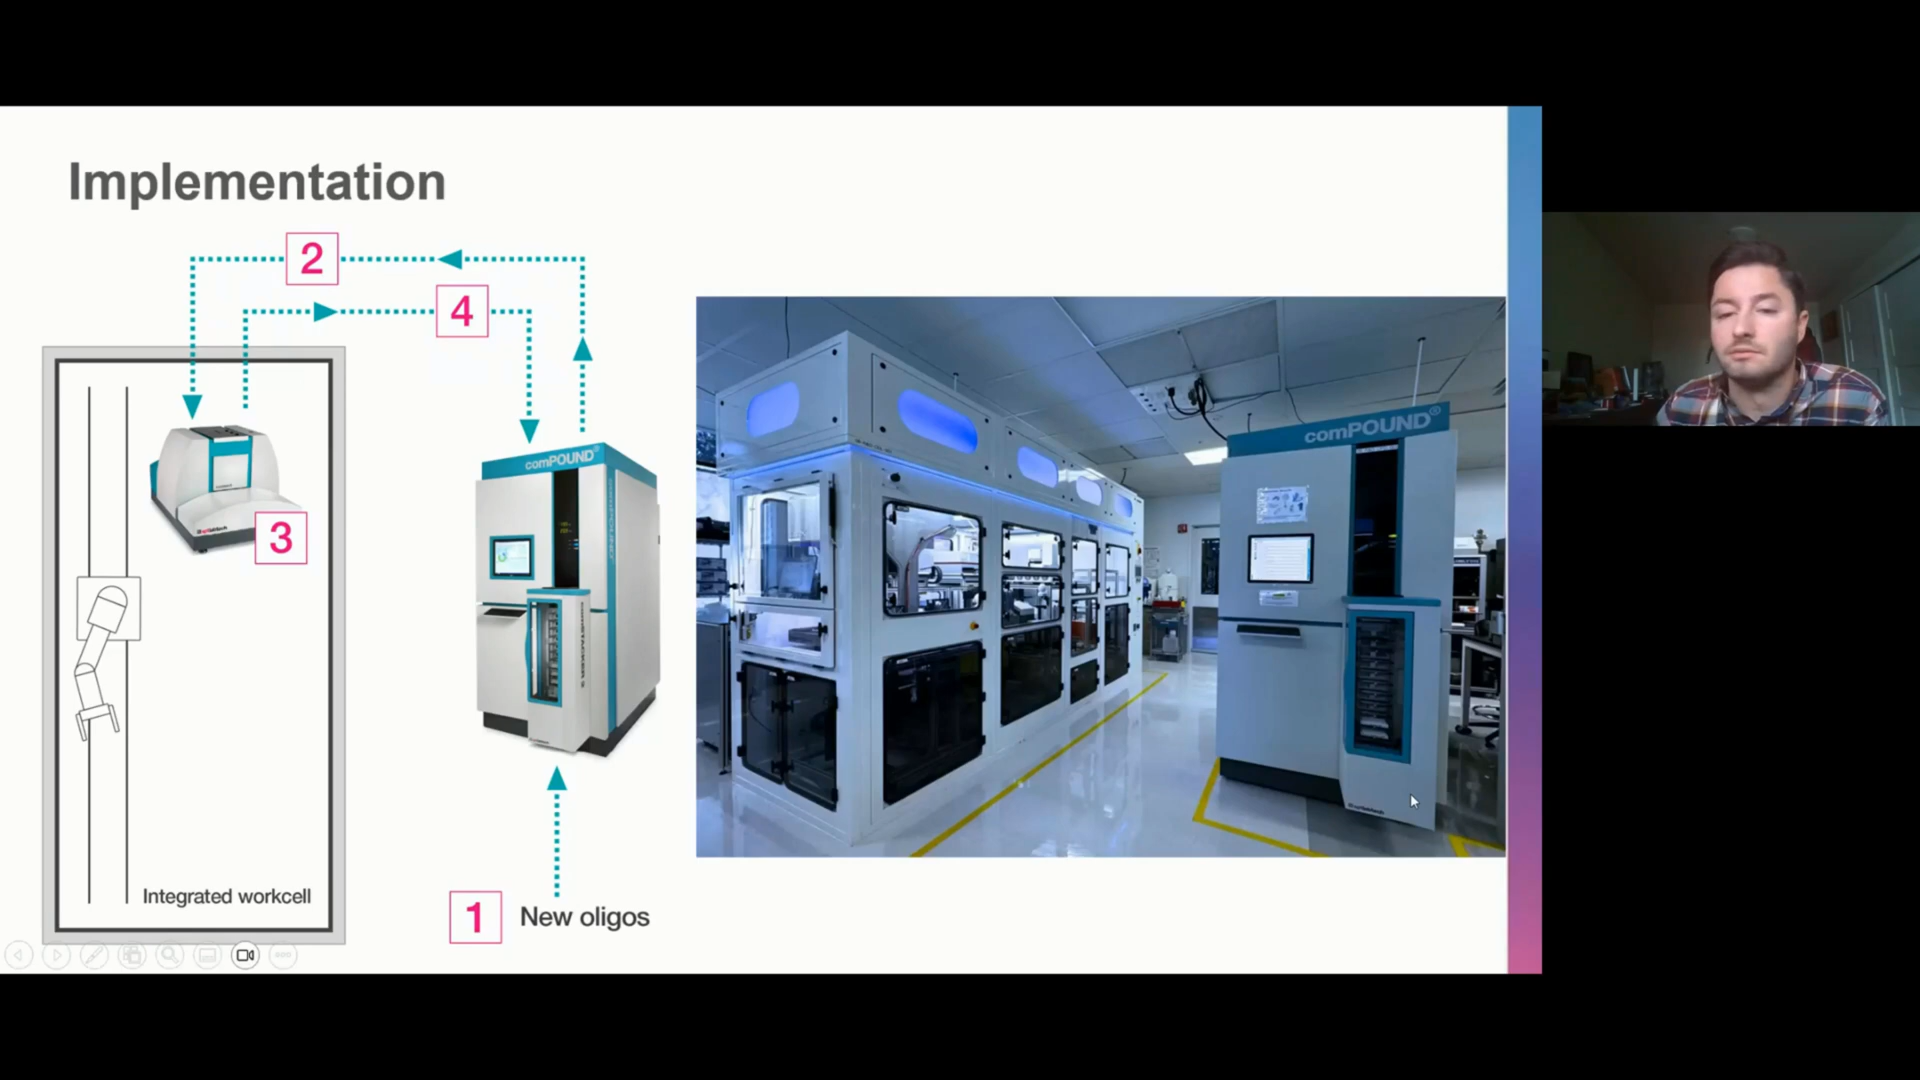 Implementation
2
4
comPOUND®
3
comPOUND®
Integrated workcell
1
New oligos